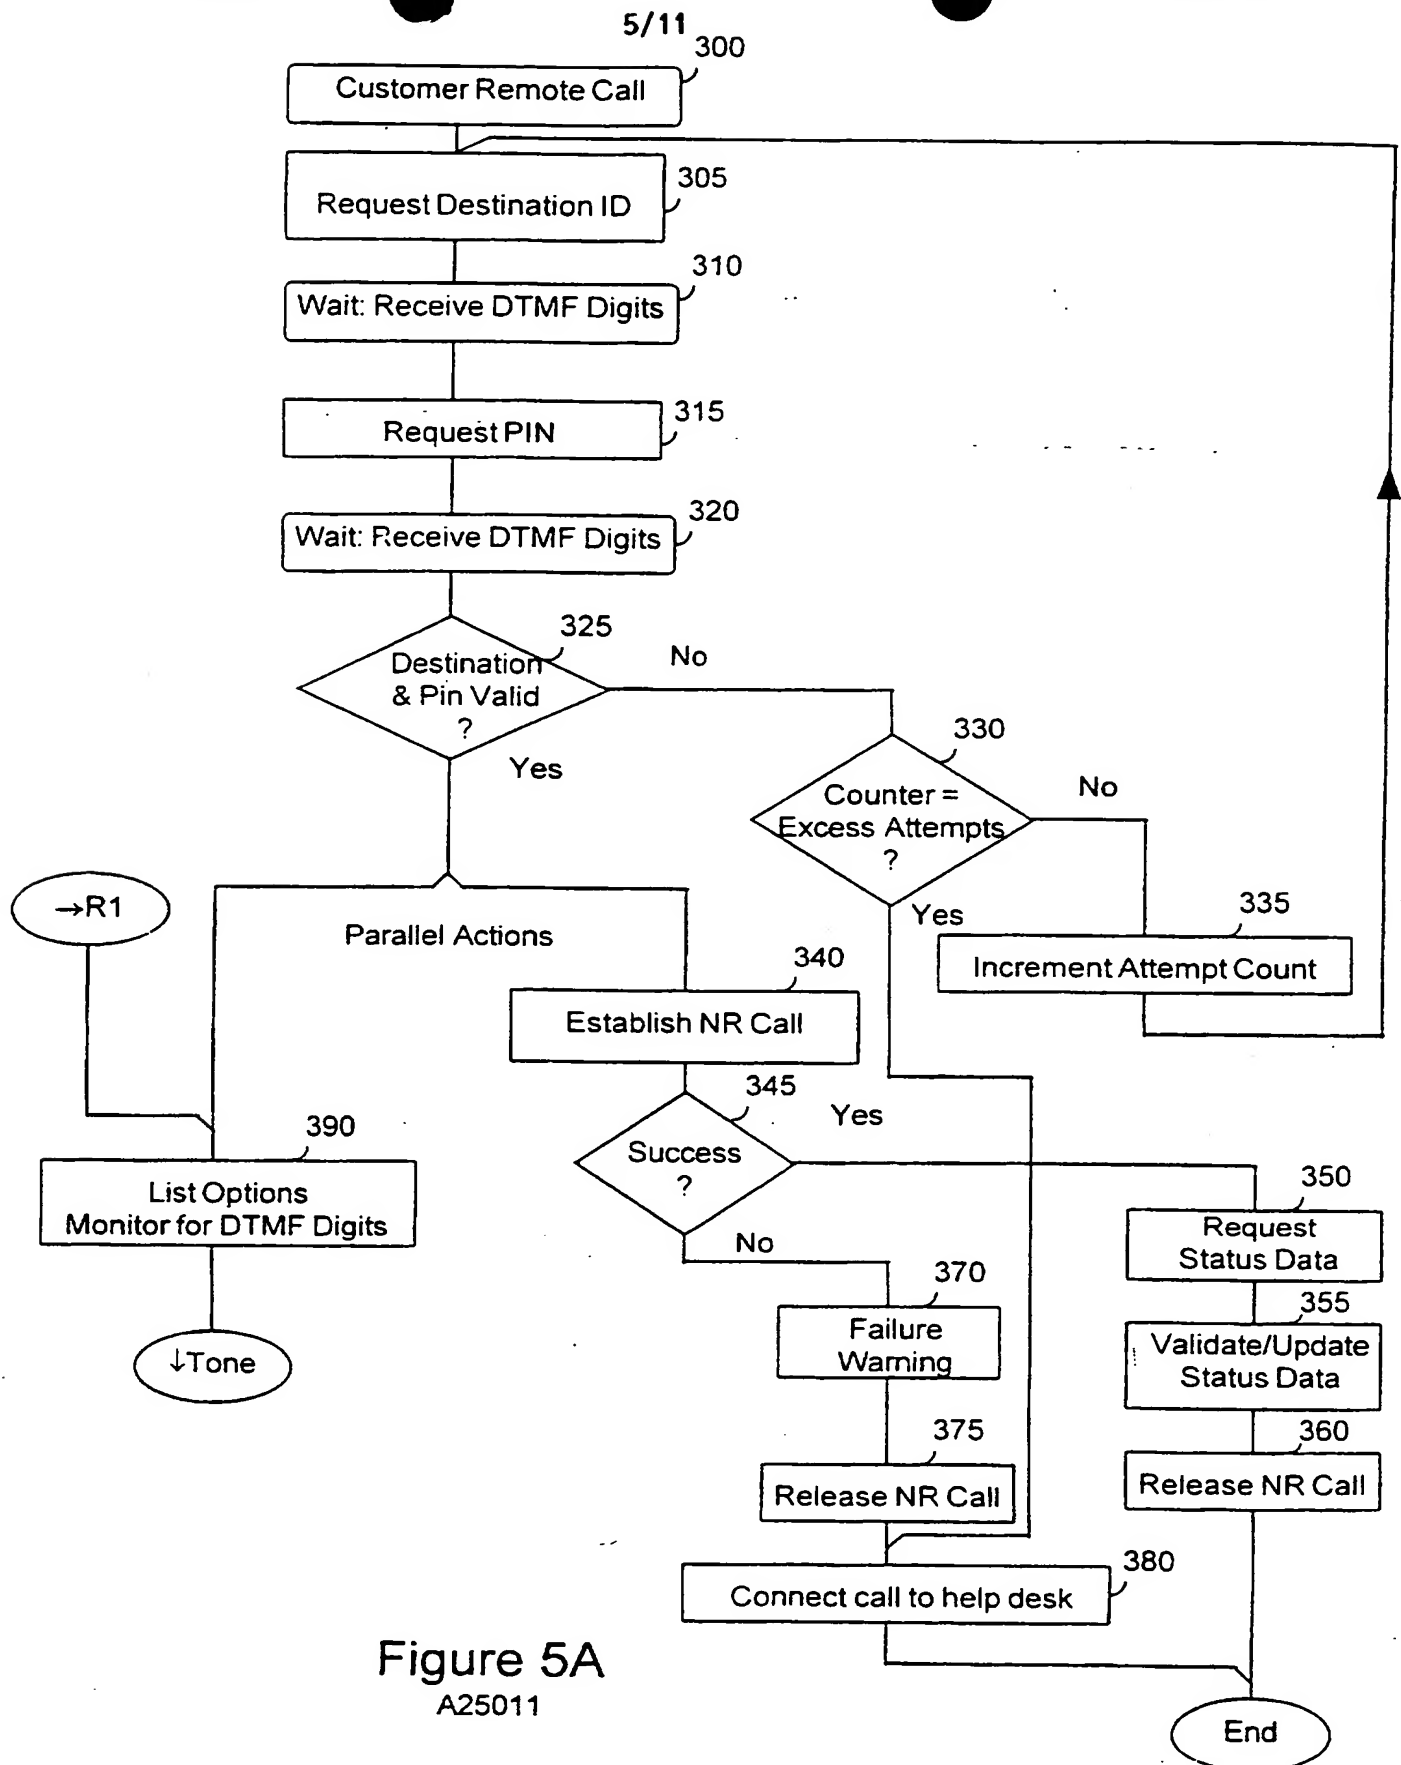 5/11
300
Customer Remote Call
305
Request Destination ID
310
Wait: Receive DTMF Digits
315
Request PIN
320
Wait: Receive DTMF Digits
325
Destination
& Pin Valid
?
No
Yes
330
Counter =
Excess Attempts
?
No
Yes
335
Increment Attempt Count
→R1
Parallel Actions
340
Establish NR Call
345
Success
?
Yes
No
390
List Options
Monitor for DTMF Digits
↓Tone
350
Request
Status Data
355
Validate/Update
Status Data
360
Release NR Call
370
Failure
Warning
375
Release NR Call
380
Connect call to help desk
End
Figure 5A
A25011